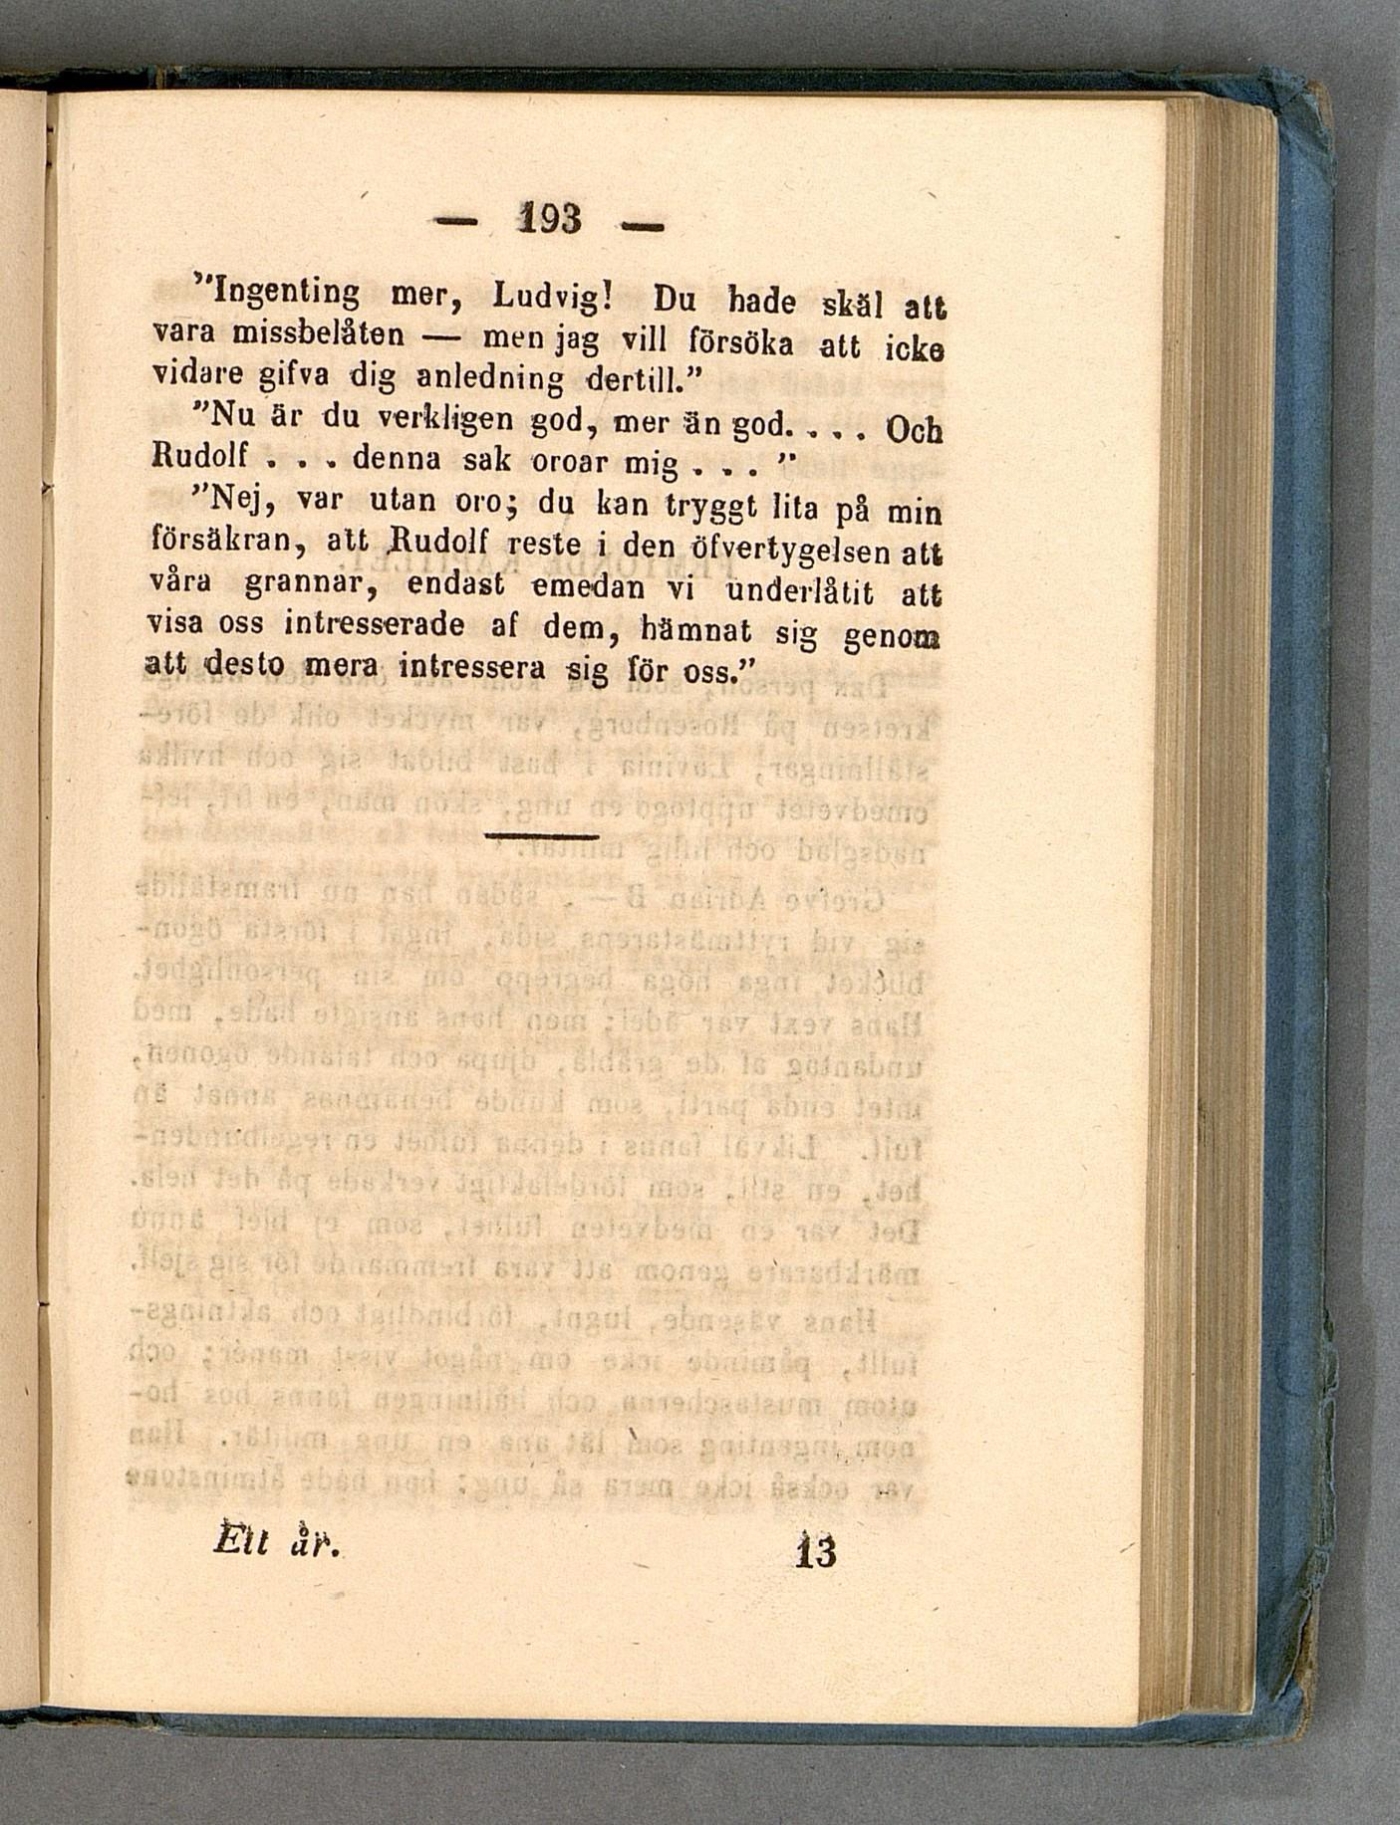 — 193 —
”Ingenting mer, Ludvig! Du hade skäl att
vara missbelåten — men jag vill försöka att icke
vidare gifva dig anledning dertill.”
”Nu är du verkligen god, mer än god. . . . Och
Rudolf . . . denna sak oroar mig . . . ”
”Nej, var utan oro; du kan tryggt lita på min
försäkran, att Rudolf reste i den öfvertygelsen att
våra grannar, endast emedan vi underlåtit att
visa oss intresserade af dem, hämnat sig genom
att desto mera intressera sig för oss.”
Ett år. 13